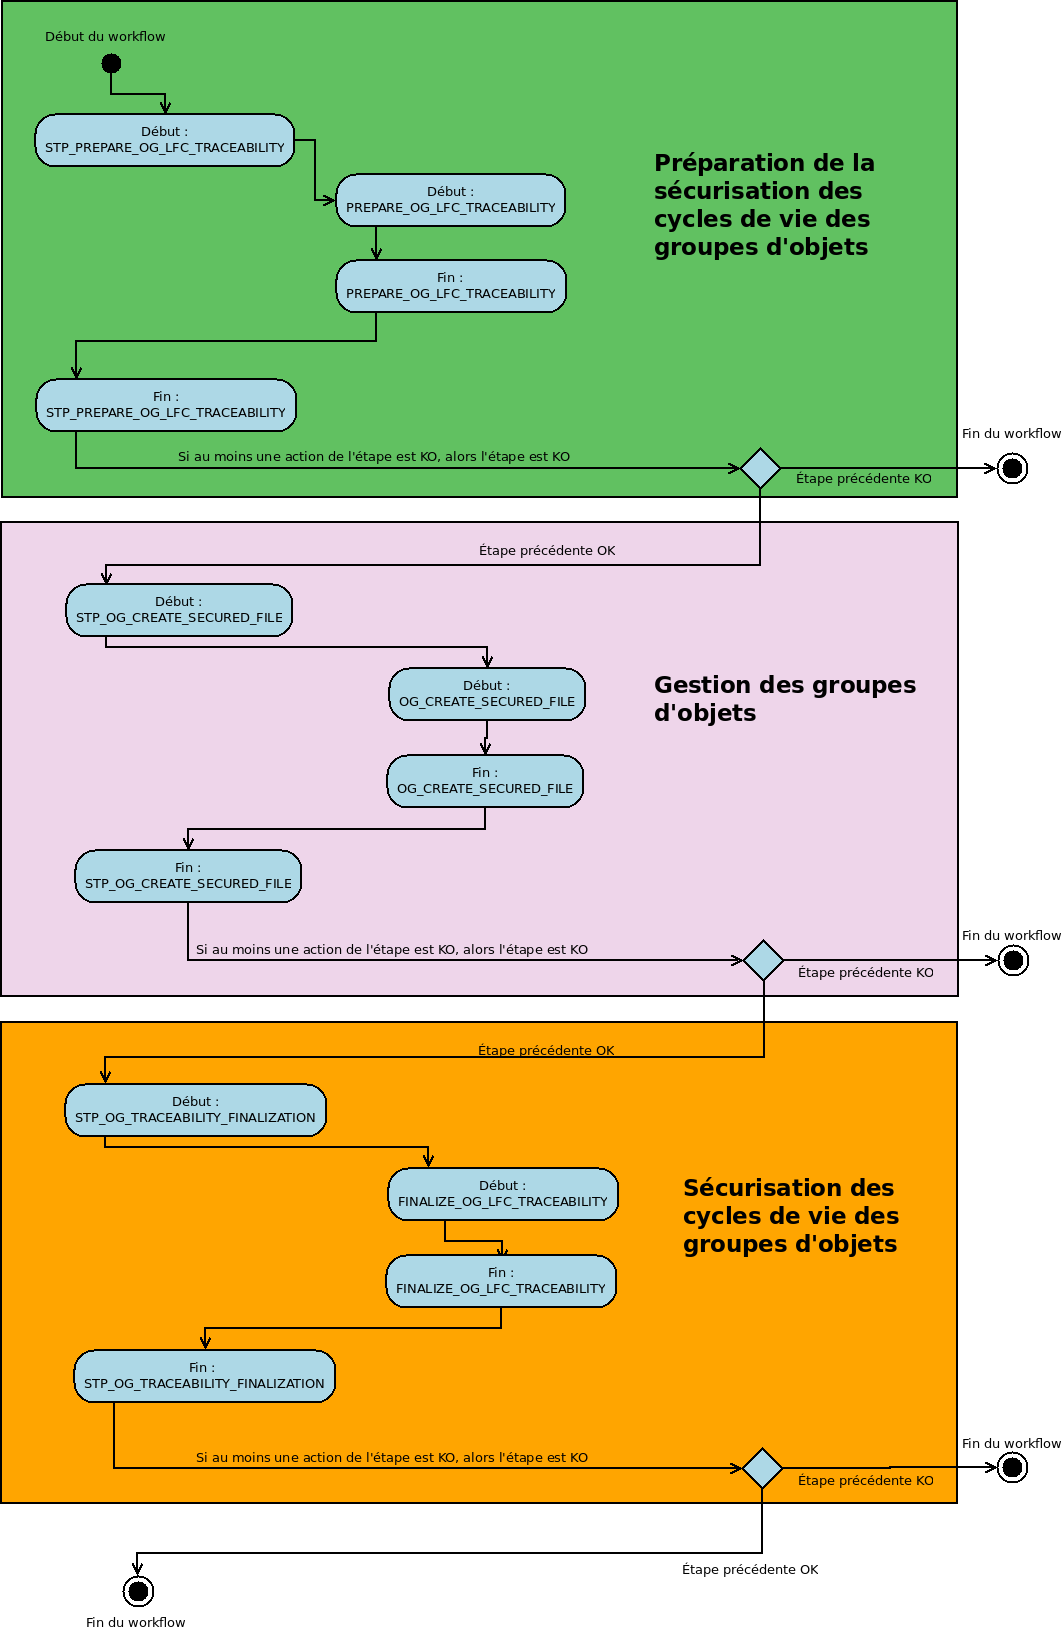 Début du workflow
Début :
STP_PREPARE_OG_LFC_TRACEABILITY
Début :
PREPARE_OG_LFC_TRACEABILITY
Préparation de la
sécurisation des
cycles de vie des
groupes d'objets
Fin :
PREPARE_OG_LFC_TRACEABILITY
Fin :
STP_PREPARE_OG_LFC_TRACEABILITY
Si au moins une action de l'étape est KO, alors l'étape est KO
Fin du workflow
Étape précédente KO
Étape précédente OK
Début :
STP_OG_CREATE_SECURED_FILE
Début :
OG_CREATE_SECURED_FILE
Gestion des groupes
d'objets
Fin :
OG_CREATE_SECURED_FILE
Fin :
STP_OG_CREATE_SECURED_FILE
Si au moins une action de l'étape est KO, alors l'étape est KO
Fin du workflow
Étape précédente KO
Étape précédente OK
Début :
STP_OG_TRACEABILITY_FINALIZATION
Début :
FINALIZE_OG_LFC_TRACEABILITY
Sécurisation des
cycles de vie des
groupes d'objets
Fin :
FINALIZE_OG_LFC_TRACEABILITY
Fin :
STP_OG_TRACEABILITY_FINALIZATION
Si au moins une action de l'étape est KO, alors l'étape est KO
Fin du workflow
Étape précédente KO
Étape précédente OK
Fin du workflow